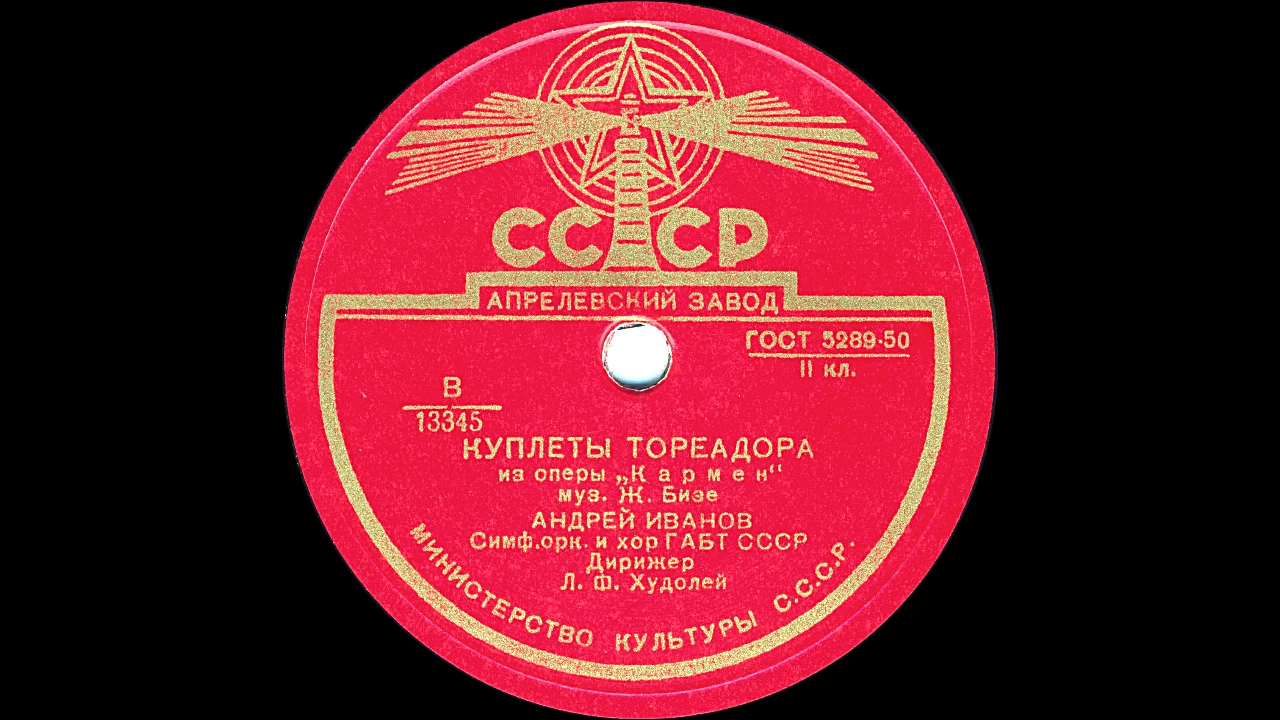 СССР
АПРЕЛЕВСКИЙ ЗАВОД
ГОСТ 5289-50
II кл.
В
13345
КУПЛЕТЫ ТОРЕАДОРА
из оперы „К а р м е н“
муз. Ж. Бизе
АНДРЕЙ ИВАНОВ
Симф.орк. и хор ГАБТ СССР
Дирижер
Л. Ф. Худолей
МИНИСТЕРСТВО КУЛЬТУРЫ С.С.С.Р.